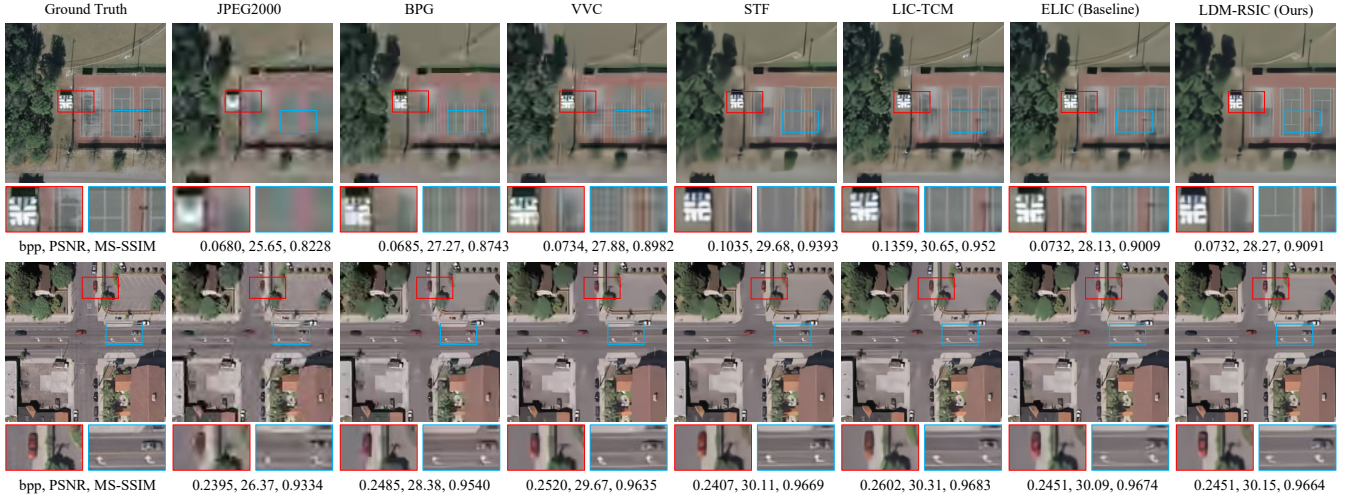 Ground Truth JPEG2000 BPG VVC STF LIC-TCM ELIC (Baseline) LDM-RSIC (Ours)
bpp, PSNR, MS-SSIM 0.0680, 25.65, 0.8228 0.0685, 27.27, 0.8743 0.0734, 27.88, 0.8982 0.1035, 29.68, 0.9393 0.1359, 30.65, 0.952 0.0732, 28.13, 0.9009 0.0732, 28.27, 0.9091
bpp, PSNR, MS-SSIM 0.2395, 26.37, 0.9334 0.2485, 28.38, 0.9540 0.2520, 29.67, 0.9635 0.2407, 30.11, 0.9669 0.2602, 30.31, 0.9683 0.2451, 30.09, 0.9674 0.2451, 30.15, 0.9664